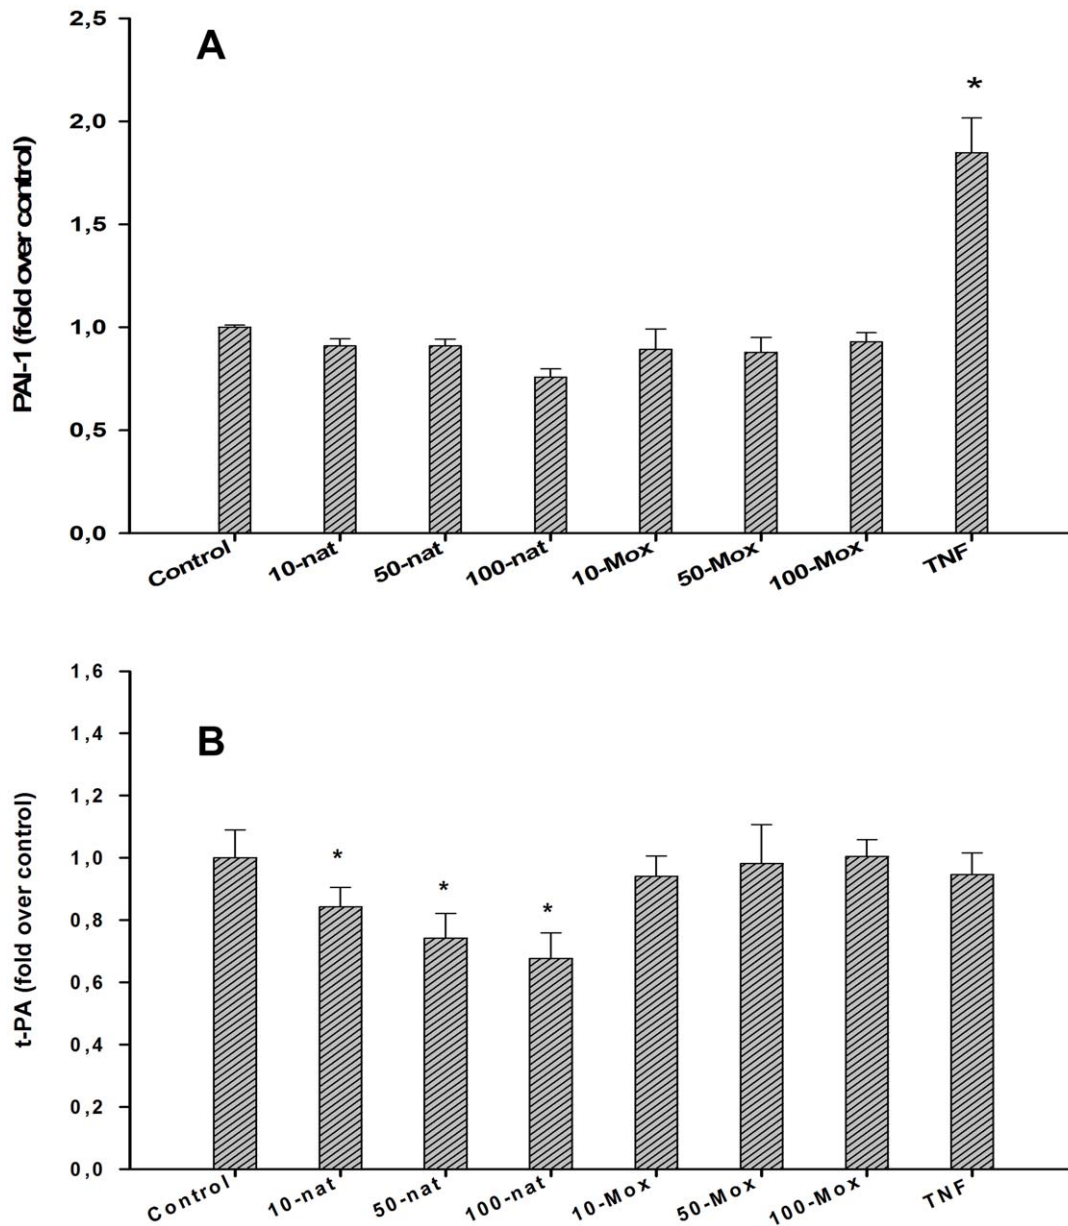 A
PAI-1 (fold over control)
2,5
2,0
1,5
1,0
0,5
0,0
*
Control
10-nat
50-nat
100-nat
10-Mox
50-Mox
100-Mox
TNF
B
t-PA (fold over control)
1,6
1,4
1,2
1,0
0,8
0,6
0,4
0,2
0,0
*
*
*
Control
10-nat
50-nat
100-nat
10-Mox
50-Mox
100-Mox
TNF